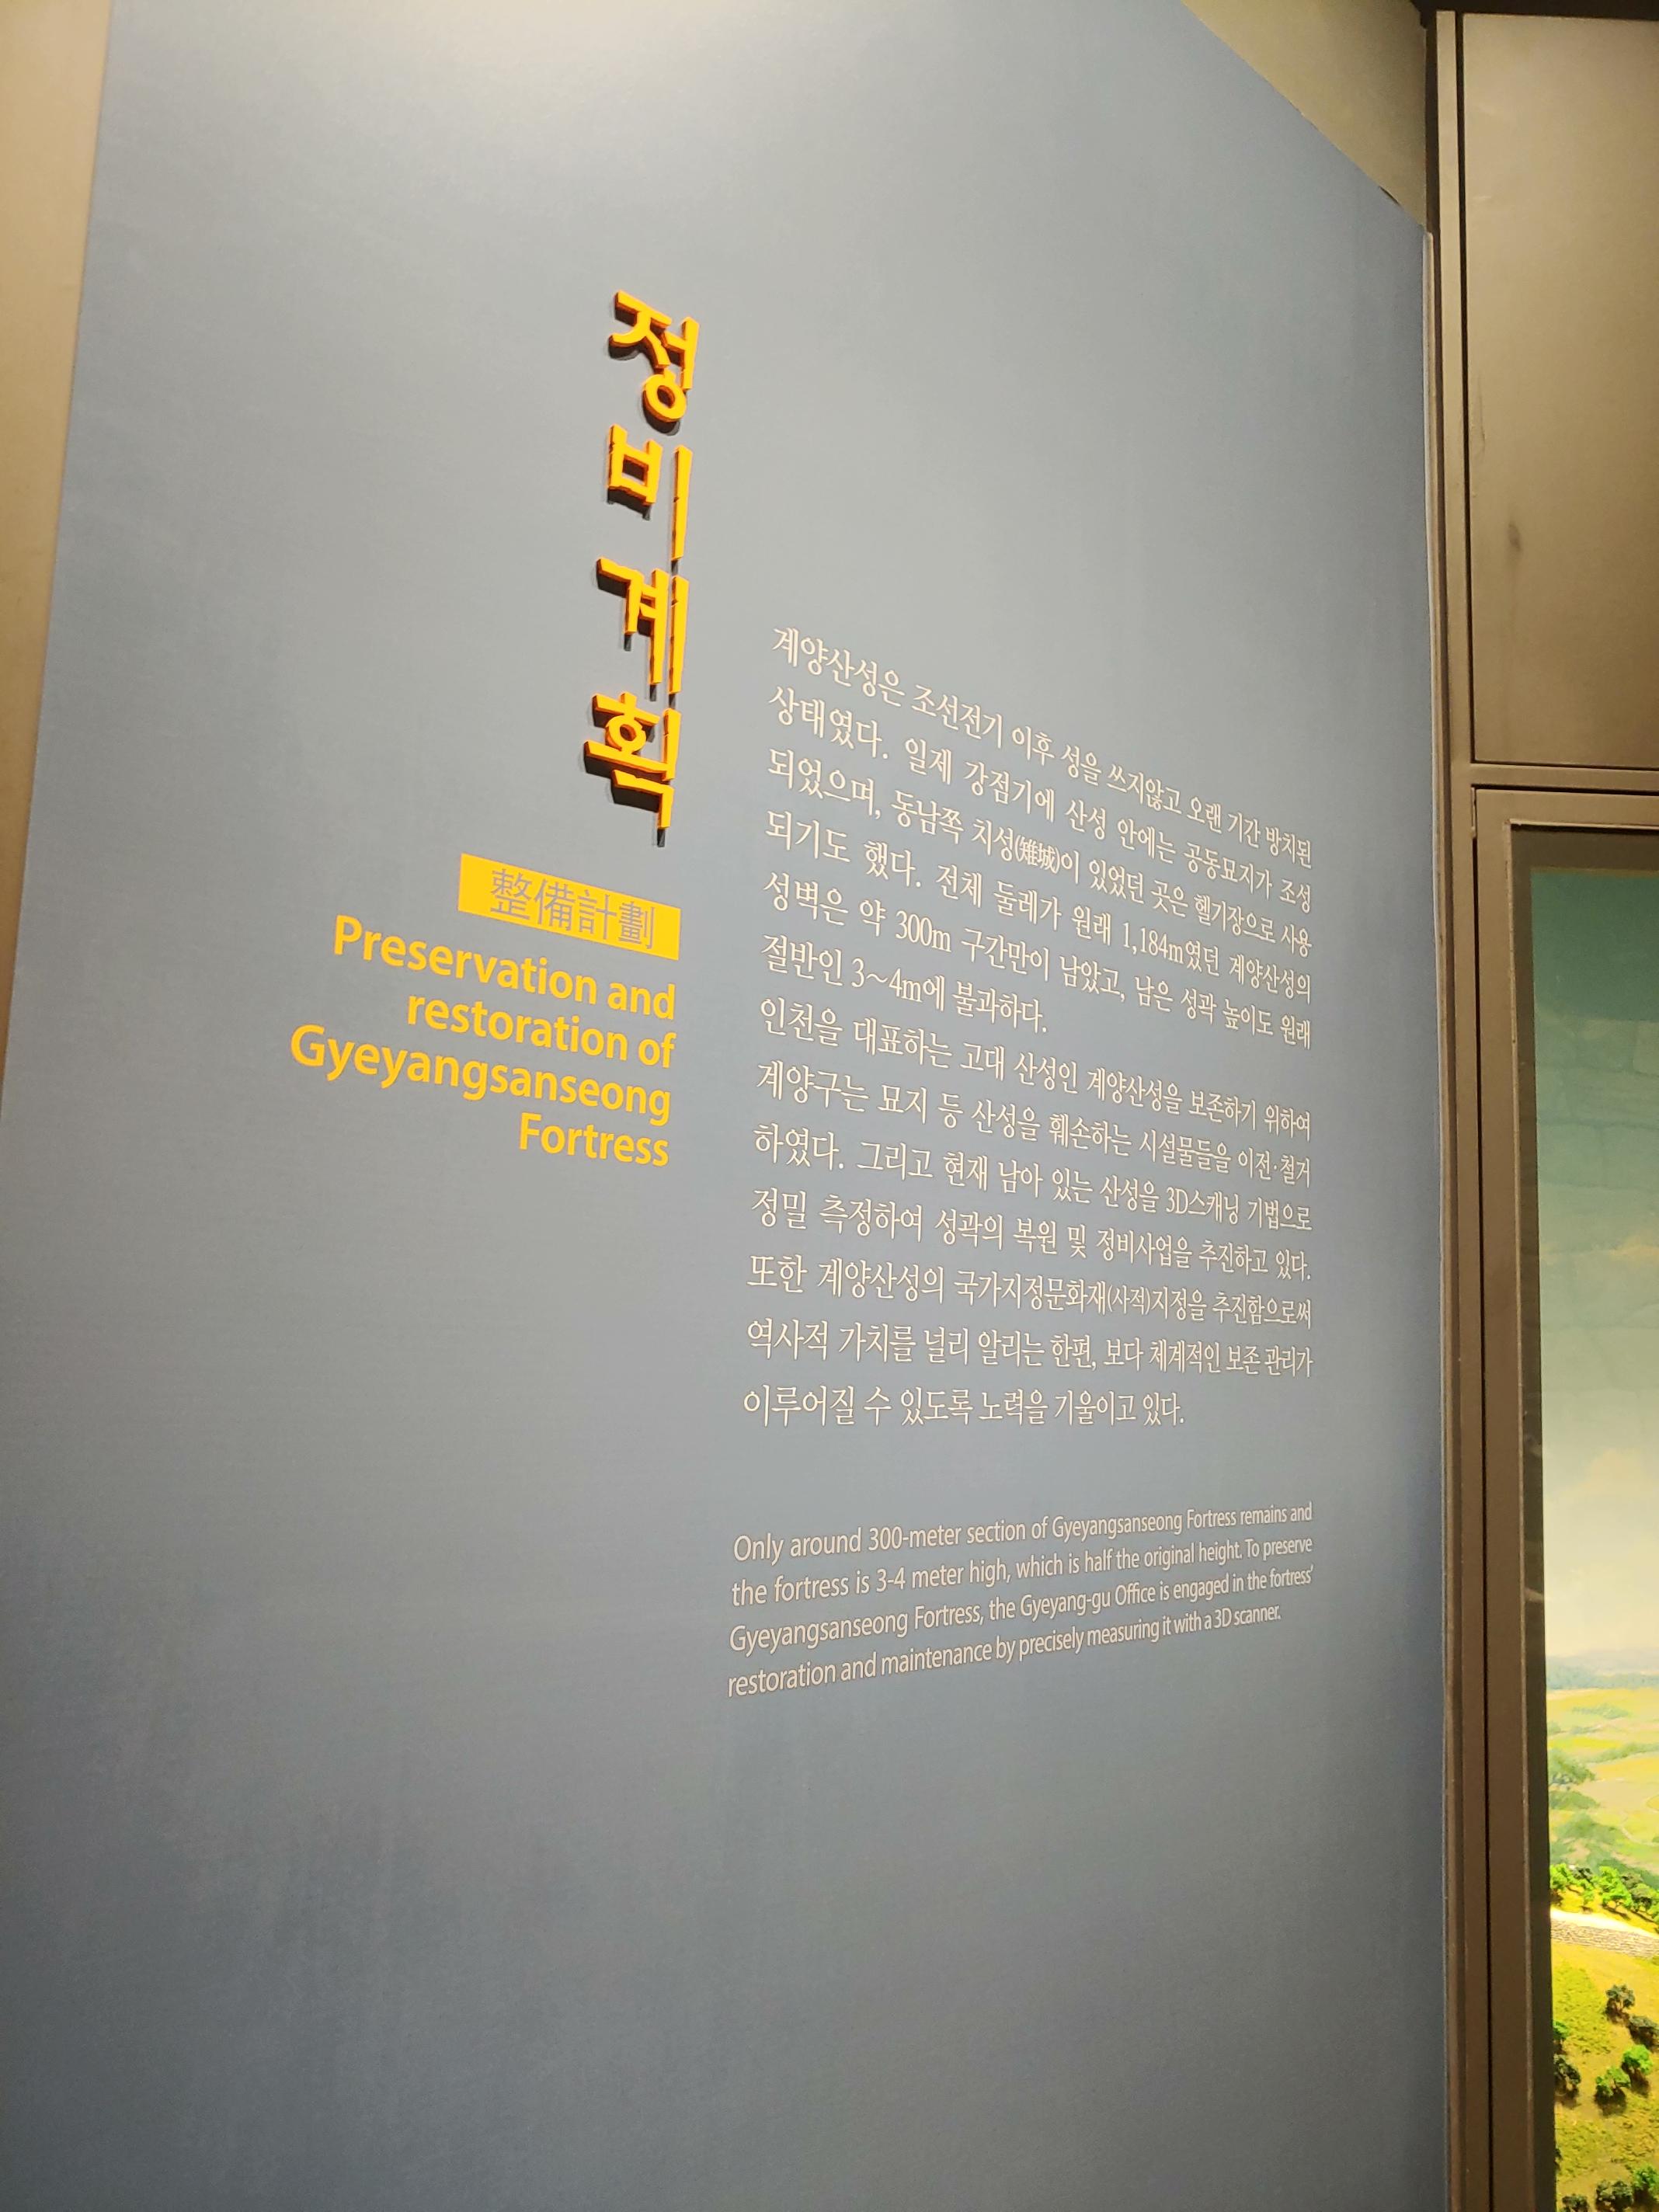 정비계획
整備計劃
Preservation and
restoration of
Gyeyangsanseong
Fortress
계양산성은 조선전기 이후 성을 쓰지않고 오랜 기간 방치된
상태였다. 일제 강점기에 산성 안에는 공동묘지가 조성
되었으며, 동남쪽 치성(雉城)이 있었던 곳은 헬기장으로 사용
되기도 했다. 전체 둘레가 원래 1,184m였던 계양산성의
성벽은 약 300m 구간만이 남았고, 남은 성곽 높이도 원래
절반인 3~4m에 불과하다.
인천을 대표하는 고대 산성인 계양산성을 보존하기 위하여
계양구는 묘지 등 산성을 훼손하는 시설물들을 이전·철거
하였다. 그리고 현재 남아 있는 산성을 3D스캐닝 기법으로
정밀 측정하여 성곽의 복원 및 정비사업을 추진하고 있다.
또한 계양산성의 국가지정문화재(사적)지정을 추진함으로써
역사적 가치를 널리 알리는 한편, 보다 체계적인 보존 관리가
이루어질 수 있도록 노력을 기울이고 있다.
Only around 300-meter section of Gyeyangsanseong Fortress remains and
the fortress is 3-4 meter high, which is half the original height. To preserve
Gyeyangsanseong Fortress, the Gyeyang-gu Office is engaged in the fortress'
restoration and maintenance by precisely measuring it with a 3D scanner.